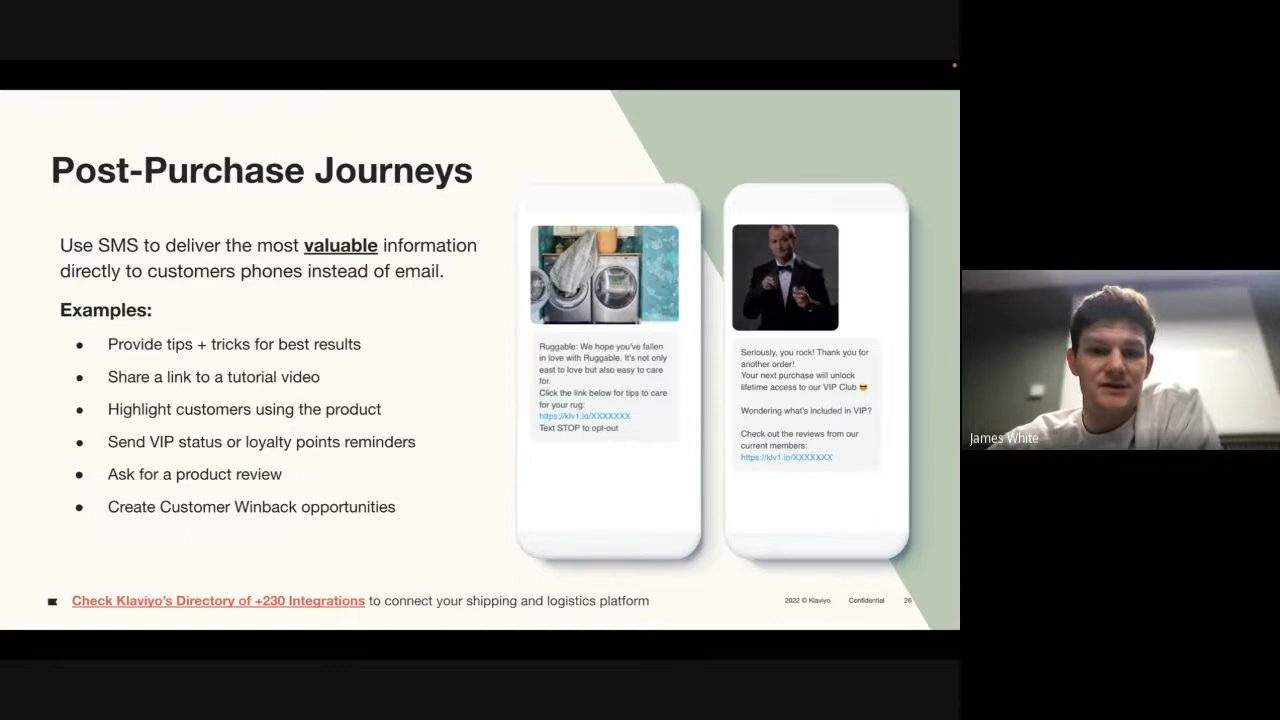 Post-Purchase Journeys
Use SMS to deliver the most valuable information
directly to customers phones instead of email.
Examples:
● Provide tips + tricks for best results
● Share a link to a tutorial video
● Highlight customers using the product
● Send VIP status or loyalty points reminders
● Ask for a product review
● Create Customer Winback opportunities
Ruggable: We hope you've fallen
in love with Ruggable. It's not only
east to love but also easy to care
for.
Click the link below for tips to care
for your rug:
https://klv1.io/XXXXXXX
Text STOP to opt-out
Seriously, you rock! Thank you for
another order!
Your next purchase will unlock
lifetime access to our VIP Club 😎
Wondering what's included in VIP?
Check out the reviews from our
current members:
https://klv1.io/XXXXXXX
Check Klaviyo's Directory of +230 Integrations to connect your shipping and logistics platform
2022 © Klaviyo Confidential 26
James White